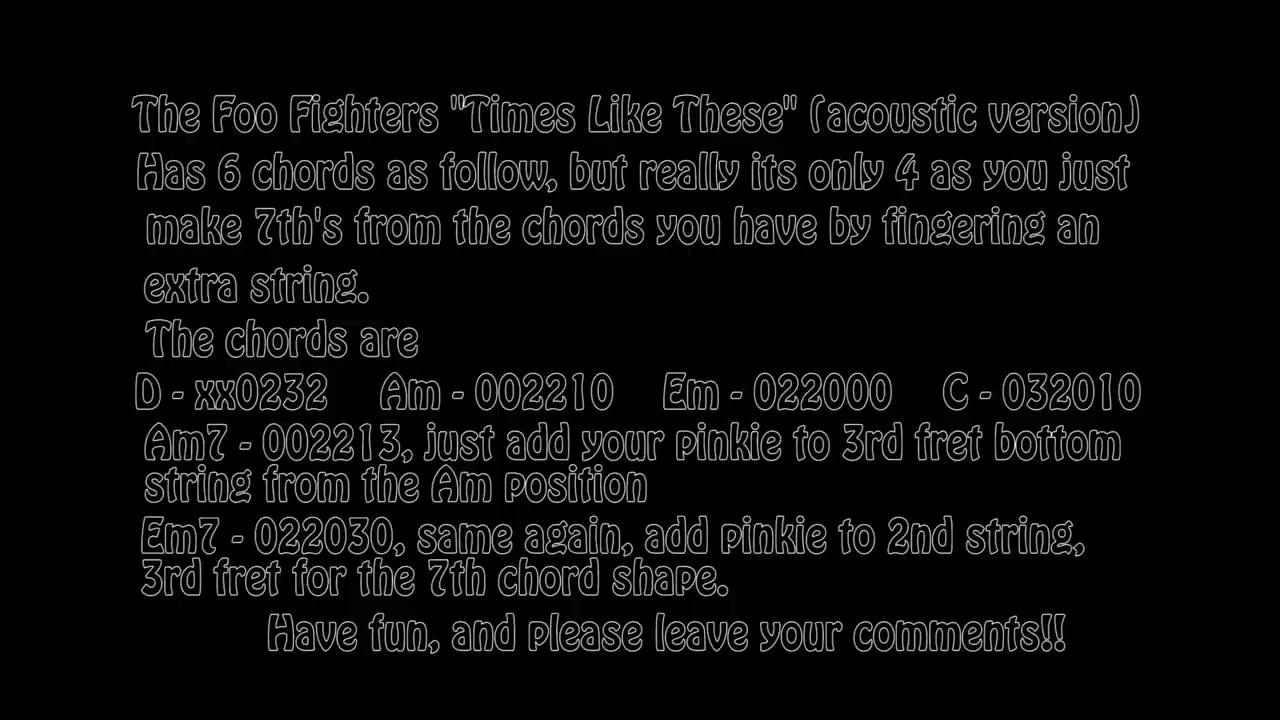 The Foo Fighters "Times Like These" (acoustic version)
Has 6 chords as follow, but really its only 4 as you just
make 7th's from the chords you have by fingering an
extra string.
The chords are
D - xx0232 Am - 002210 Em - 022000 C - 032010
Am7 - 002213, just add your pinkie to 3rd fret bottom
string from the Am position
Em7 - 022030, same again, add pinkie to 2nd string,
3rd fret for the 7th chord shape.
Have fun, and please leave your comments!!